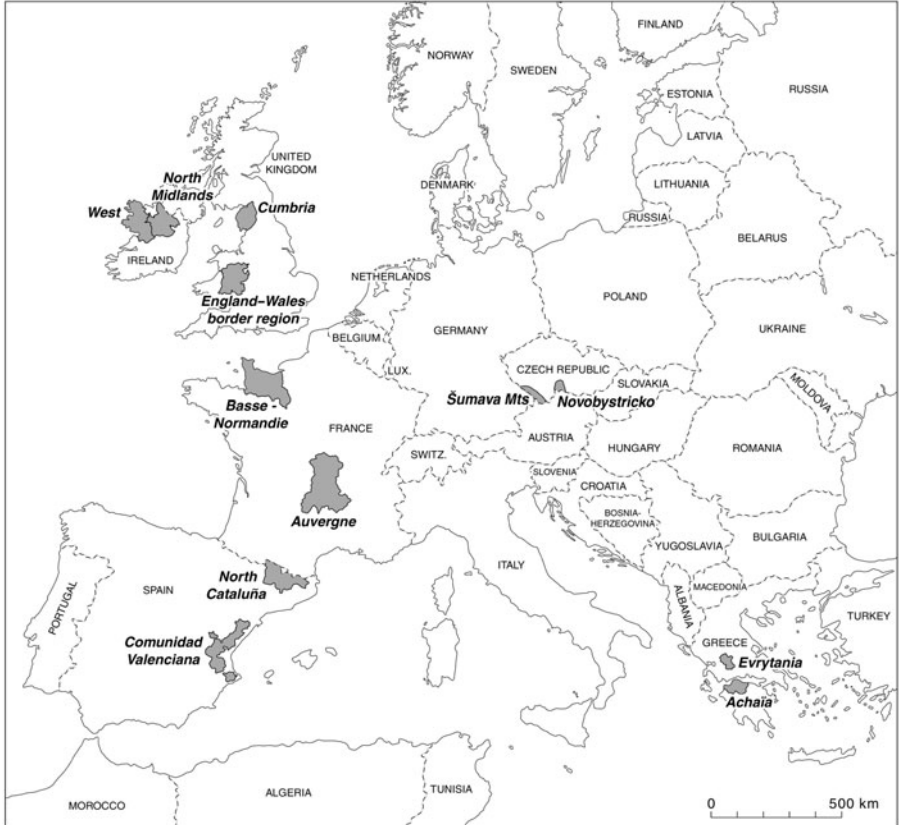 FINLAND
NORWAY
SWEDEN
RUSSIA
ESTONIA
LATVIA
UNITED
KINGDOM
North
Midlands
DENMARK
LITHUANIA
West
Cumbria
RUSSIA
BELARUS
IRELAND
NETHERLANDS
England–Wales
border region
POLAND
GERMANY
UKRAINE
BELGIUM
LUX.
CZECH REPUBLIC
SLOVAKIA
MOLDOVA
Šumava Mts
Novobystricko
Basse -
Normandie
FRANCE
AUSTRIA
SWITZ.
HUNGARY
ROMANIA
SLOVENIA
CROATIA
Auvergne
BOSNIA-
HERZEGOVINA
YUGOSLAVIA
BULGARIA
ITALY
North
Cataluña
SPAIN
PORTUGAL
MACEDONIA
ALBANIA
TURKEY
Comunidad
Valenciana
GREECE
Evrytania
Achaïa
MOROCCO
ALGERIA
TUNISIA
0 500 km